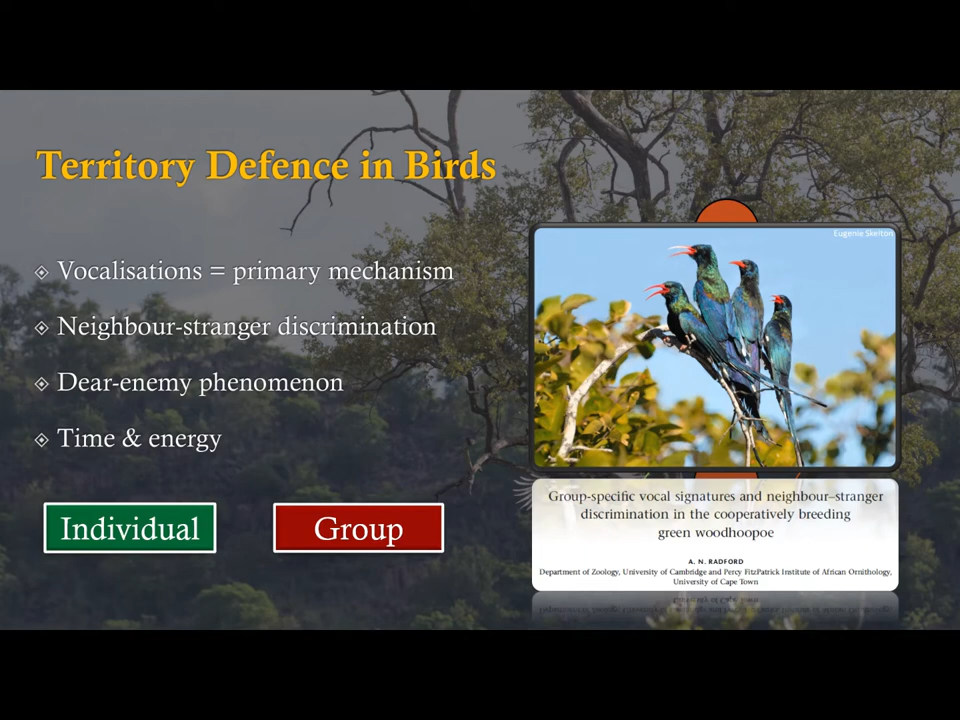 Territory Defence in Birds
Vocalisations = primary mechanism
Neighbour-stranger discrimination
Dear-enemy phenomenon
Time & energy
Individual
Group
Eugenie Skelton
Group-specific vocal signatures and neighbour–stranger
discrimination in the cooperatively breeding
green woodhoopoe
A. N. RADFORD
Department of Zoology, University of Cambridge and Percy FitzPatrick Institute of African Ornithology,
University of Cape Town